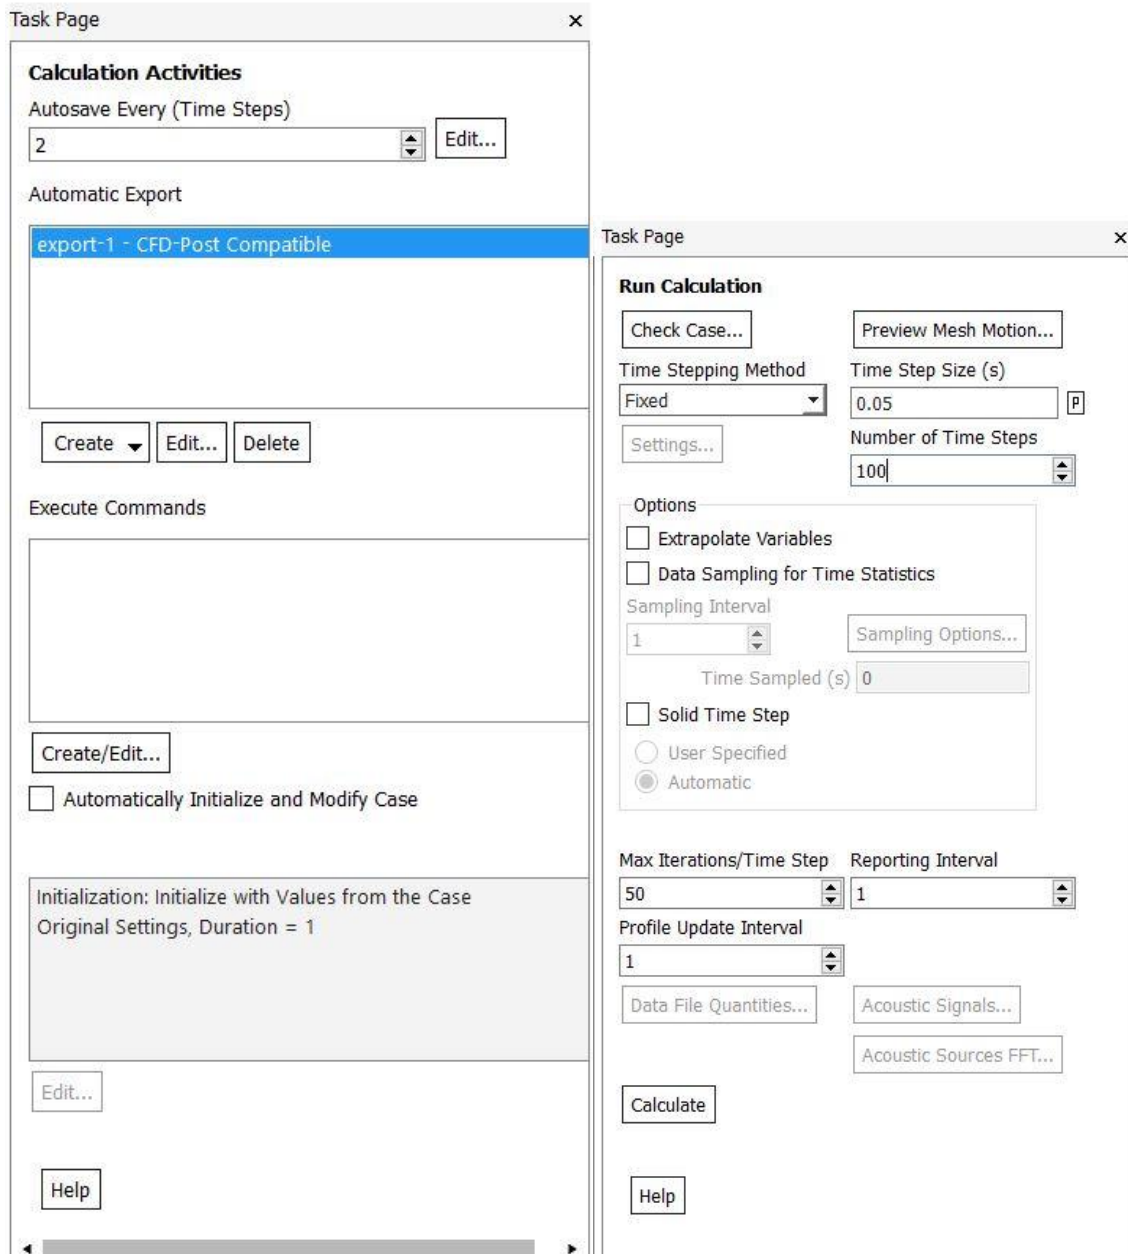 Task Page
Calculation Activities
Autosave Every (Time Steps)
2
Edit...
Automatic Export
export-1 - CFD-Post Compatible
Create
Edit...
Delete
Execute Commands
Create/Edit...
Automatically Initialize and Modify Case
Initialization: Initialize with Values from the Case
Original Settings, Duration = 1
Edit...
Help
Task Page
Run Calculation
Check Case...
Preview Mesh Motion...
Time Stepping Method
Time Step Size (s)
Fixed
0.05
P
Settings...
Number of Time Steps
100
Options
Extrapolate Variables
Data Sampling for Time Statistics
Sampling Interval
1
Sampling Options...
Time Sampled (s) 0
Solid Time Step
User Specified
Automatic
Max Iterations/Time Step
Reporting Interval
50
1
Profile Update Interval
1
Data File Quantities...
Acoustic Signals...
Acoustic Sources FFT...
Calculate
Help